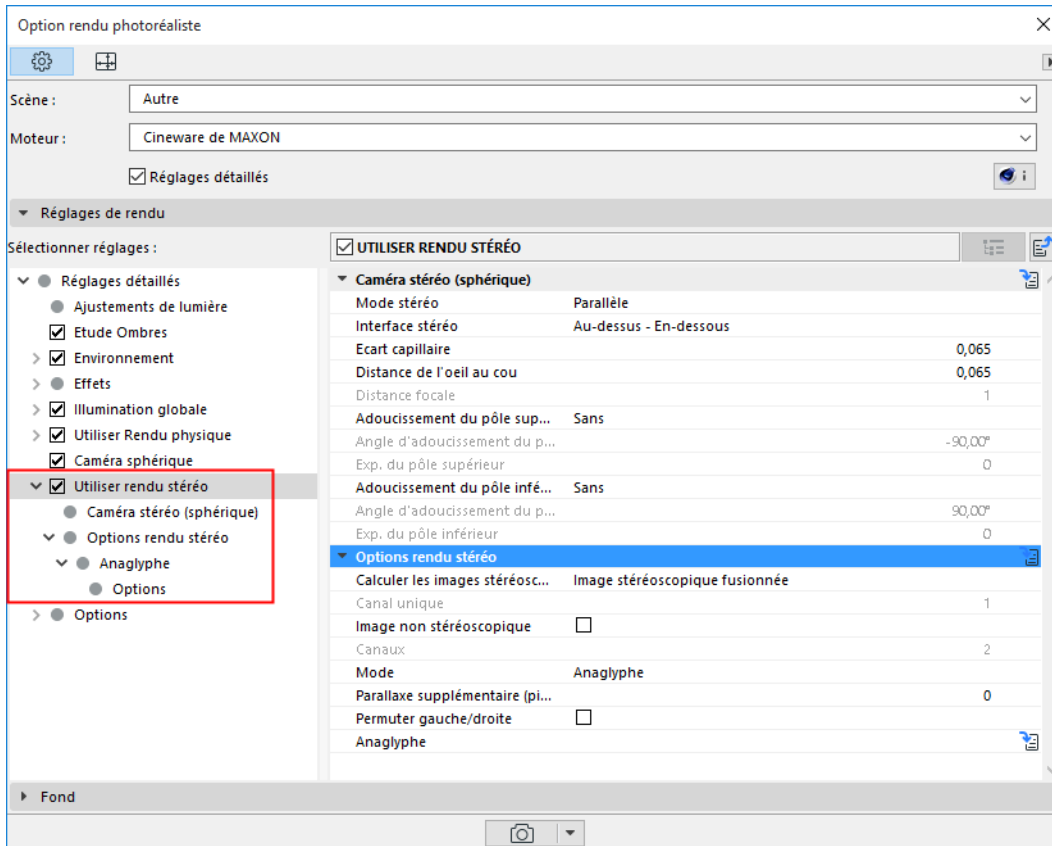 Option rendu photoréaliste
Scène :
Autre
Moteur :
Cineware de MAXON
Réglages détaillés
i
Réglages de rendu
Sélectionner réglages :
Réglages détaillés
Ajustements de lumière
Etude Ombres
Environnement
Effets
Illumination globale
Utiliser Rendu physique
Caméra sphérique
Utiliser rendu stéréo
Caméra stéréo (sphérique)
Options rendu stéréo
Anaglyphe
Options
Options
UTILISER RENDU STÉRÉO
Caméra stéréo (sphérique)
Mode stéréo Parallèle
Interface stéréo Au-dessus - En-dessous
Ecart capillaire 0,065
Distance de l'oeil au cou 0,065
Distance focale 1
Adoucissement du pôle sup... Sans
Angle d'adoucissement du p... -90,00°
Exp. du pôle supérieur 0
Adoucissement du pôle infé... Sans
Angle d'adoucissement du p... 90,00°
Exp. du pôle inférieur 0
Options rendu stéréo
Calculer les images stéréosc... Image stéréoscopique fusionnée
Canal unique 1
Image non stéréoscopique
Canaux 2
Mode Anaglyphe
Parallaxe supplémentaire (pi... 0
Permuter gauche/droite
Anaglyphe
Fond